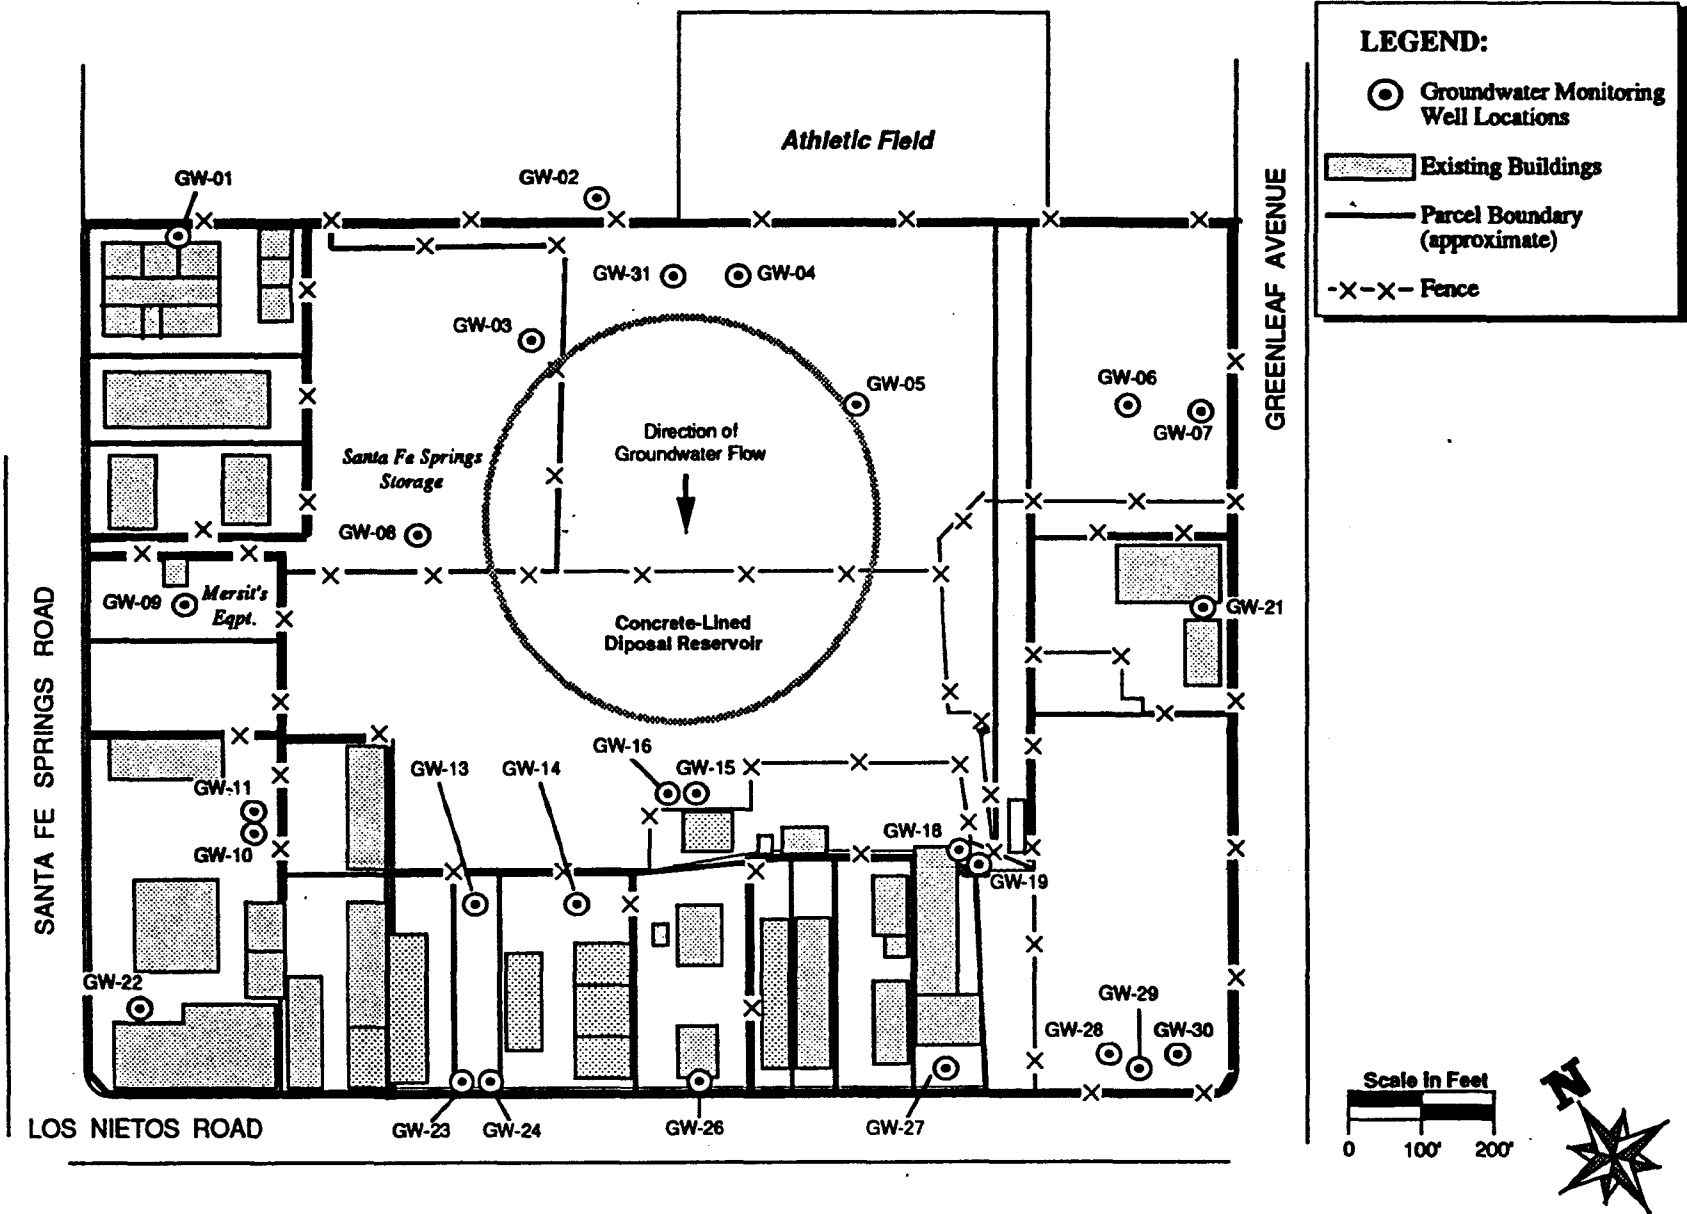 LEGEND:
Groundwater Monitoring
Well Locations
Existing Buildings
Parcel Boundary
(approximate)
Fence
Athletic Field
GW-01
GW-02
GREENLEAF AVENUE
GW-31
GW-04
GW-03
GW-05
GW-06
GW-07
Direction of
Groundwater Flow
Santa Fe Springs
Storage
GW-08
GW-09
Mersit's
Eqpt.
GW-21
Concrete-Lined
Diposal Reservoir
SANTA FE SPRINGS ROAD
GW-16
GW-15
GW-13
GW-14
GW-11
GW-10
GW-18
GW-19
GW-22
GW-29
GW-28
GW-30
GW-23
GW-24
GW-26
GW-27
LOS NIETOS ROAD
Scale in Feet
0 100' 200'
N